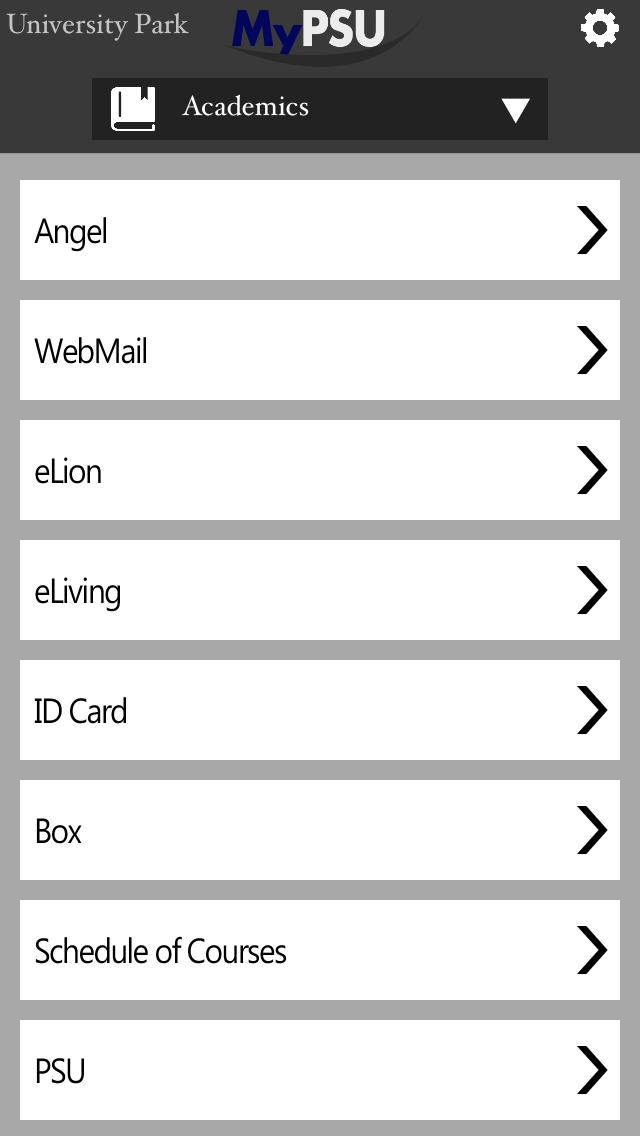 University Park
MyPSU
Academics
Angel
WebMail
eLion
eLiving
ID Card
Box
Schedule of Courses
PSU